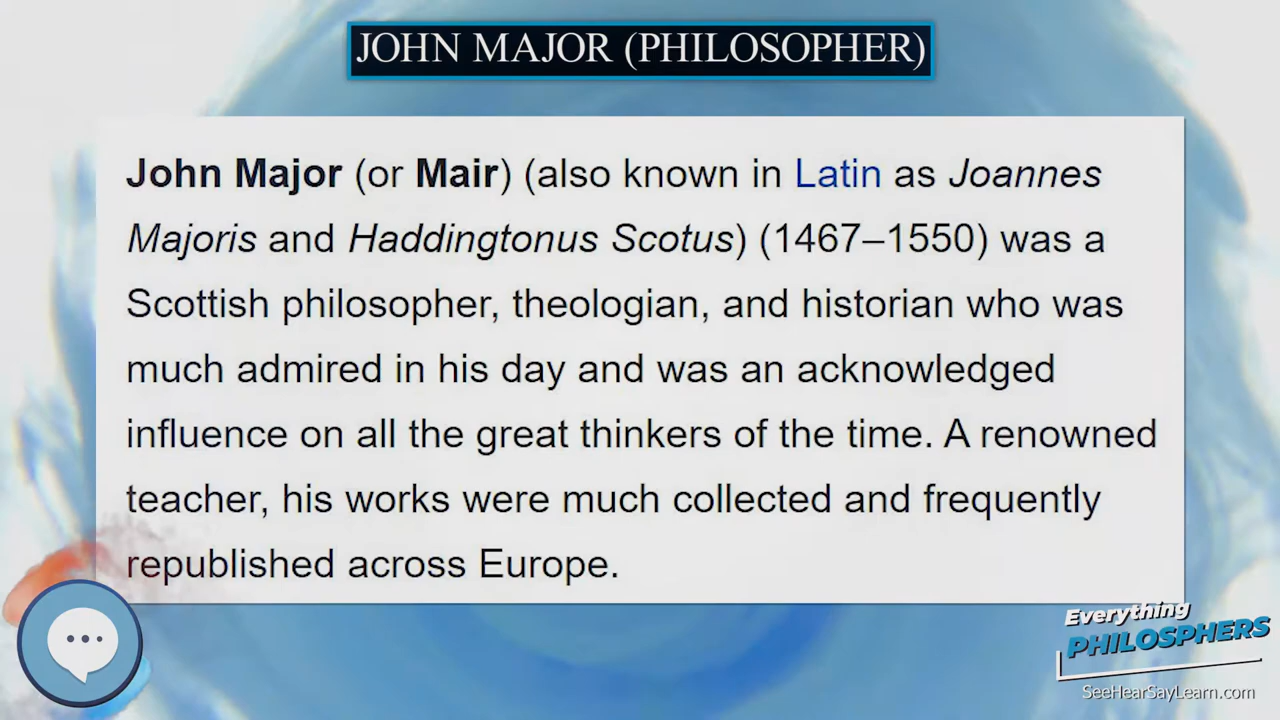 JOHN MAJOR (PHILOSOPHER)
John Major (or Mair) (also known in Latin as Joannes
Majoris and Haddingtonus Scotus) (1467–1550) was a
Scottish philosopher, theologian, and historian who was
much admired in his day and was an acknowledged
influence on all the great thinkers of the time. A renowned
teacher, his works were much collected and frequently
republished across Europe.
Everything
PHILOSPHERS
SeeHearSayLearn.com